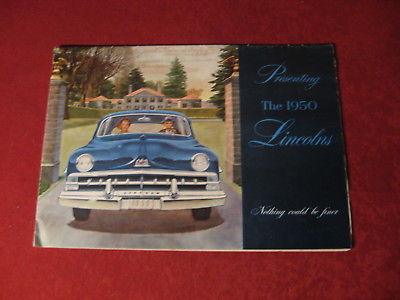 Presenting
The 1950
Lincolns
Nothing could be finer